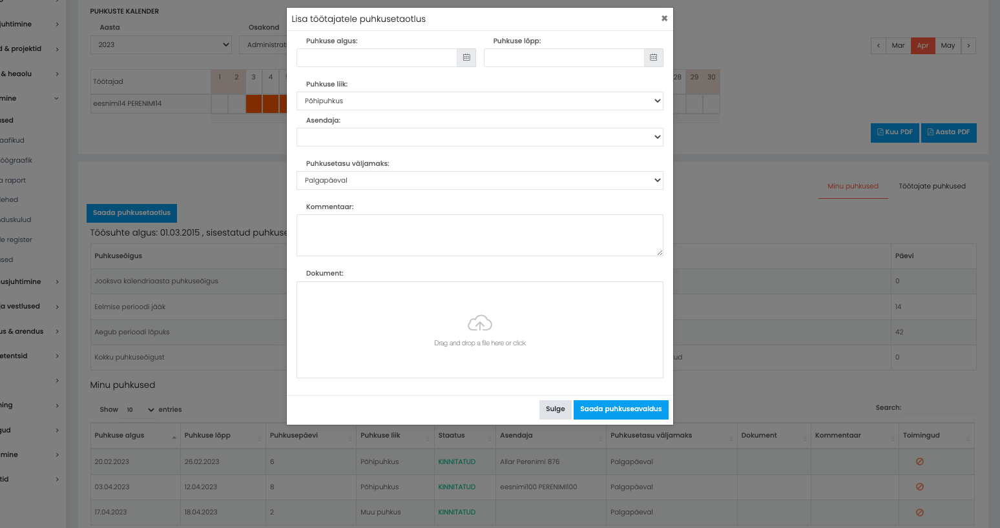 PUHKUSTE KALENDER
Aasta
Osakond
2023
Administrat
Mar
Apr
May
Töötajad
1 2 3 4
28 29 30
eesnimi14 PERENIMI14
Kuu PDF
Aasta PDF
juhtimine
d & projektid
& heaolu
mine
used
aafikud
öögraafik
a raport
lehed
nduskulud
de register
used
nusjuhtimine
ja vestlused
us & arendus
etentsid
ning
gud
mine
tid
Lisa töötajatele puhkusetaotlus
Puhkuse algus:
Puhkuse lõpp:
Puhkuse liik:
Põhipuhkus
Asendaja:
Puhkusetasu väljamaks:
Palgapäeval
Kommentaar:
Dokument:
Drag and drop a file here or click
Sulge
Saada puhkuseavaldus
Minu puhkused
Töötajate puhkused
Saada puhkusetaotlus
Töösuhte algus: 01.03.2015 , sisestatud puhkuse
Puhkuseõigus
Päevi
Jooksva kalendriaasta puhkuseõigus
0
Eelmise perioodi jääk
14
Aegub perioodi lõpuks
42
Kokku puhkuseõigust
ud
0
Minu puhkused
Show 10 entries
Search:
Puhkuse algus Puhkuse lõpp Puhkusepäevi Puhkuse liik Staatus Asendaja Puhkusetasu väljamaks Dokument Kommentaar Toimingud
20.02.2023 26.02.2023 6 Põhipuhkus KINNITATUD Allar Perenimi 876 Palgapäeval
03.04.2023 12.04.2023 8 Põhipuhkus KINNITATUD eesnimi100 PERENIMI100 Palgapäeval
17.04.2023 18.04.2023 2 Muu puhkus KINNITATUD Palgapäeval